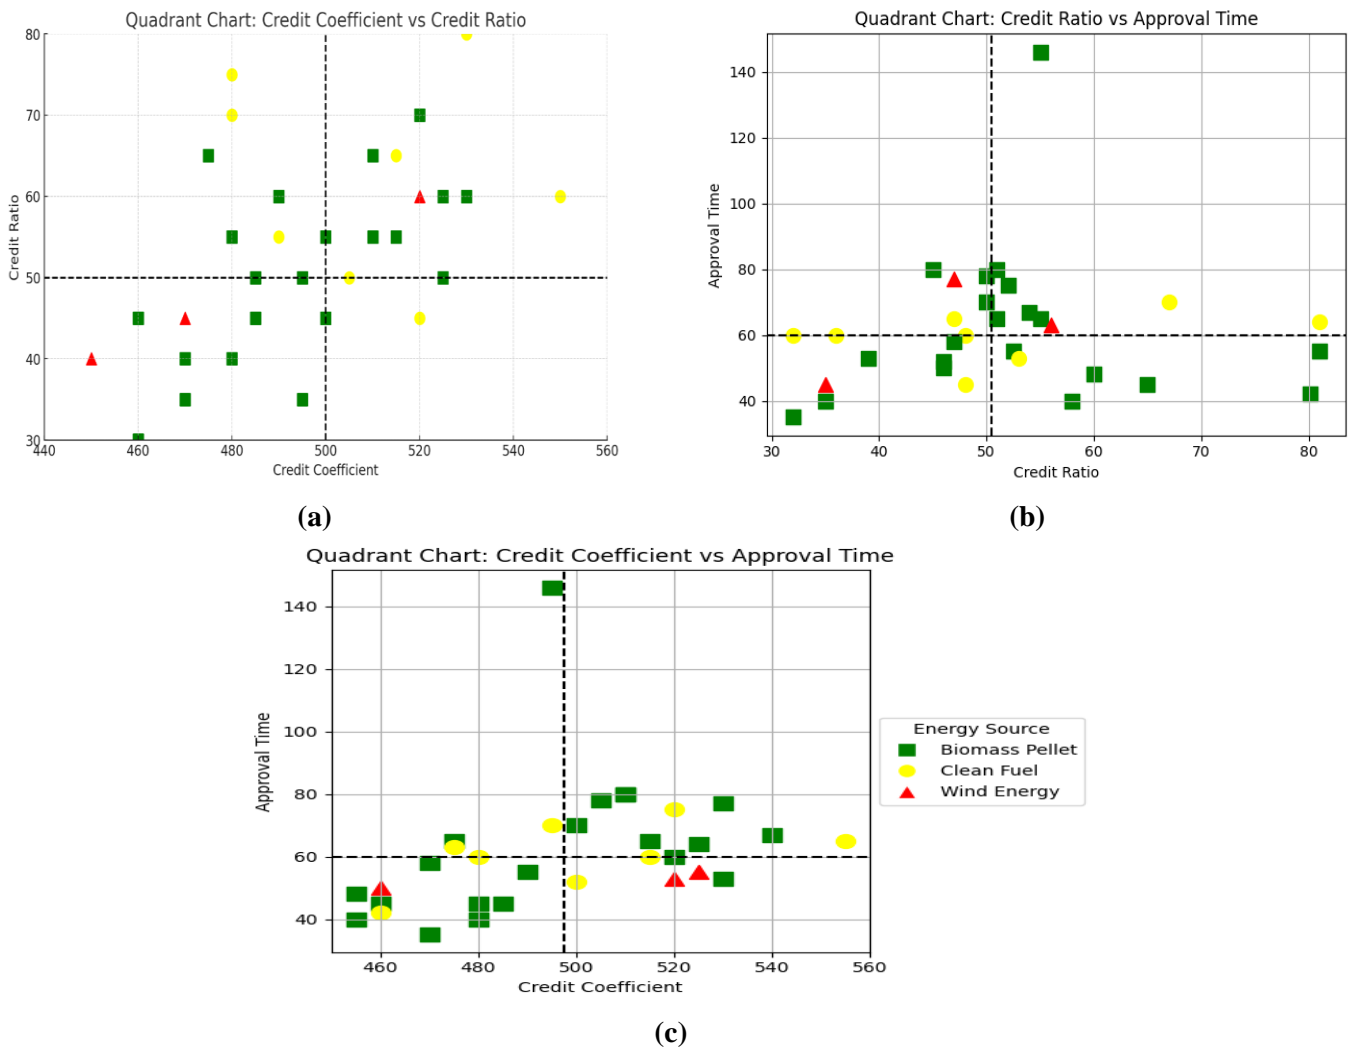 Quadrant Chart: Credit Coefficient vs Credit Ratio
80
70
60
50
40
30
Credit Ratio
440 460 480 500 520 540 560
Credit Coefficient
(a)
Quadrant Chart: Credit Ratio vs Approval Time
140
120
100
80
60
40
Approval Time
30 40 50 60 70 80
Credit Ratio
(b)
Quadrant Chart: Credit Coefficient vs Approval Time
140
120
100
80
60
40
Approval Time
460 480 500 520 540 560
Credit Coefficient
Energy Source
Biomass Pellet
Clean Fuel
Wind Energy
(c)